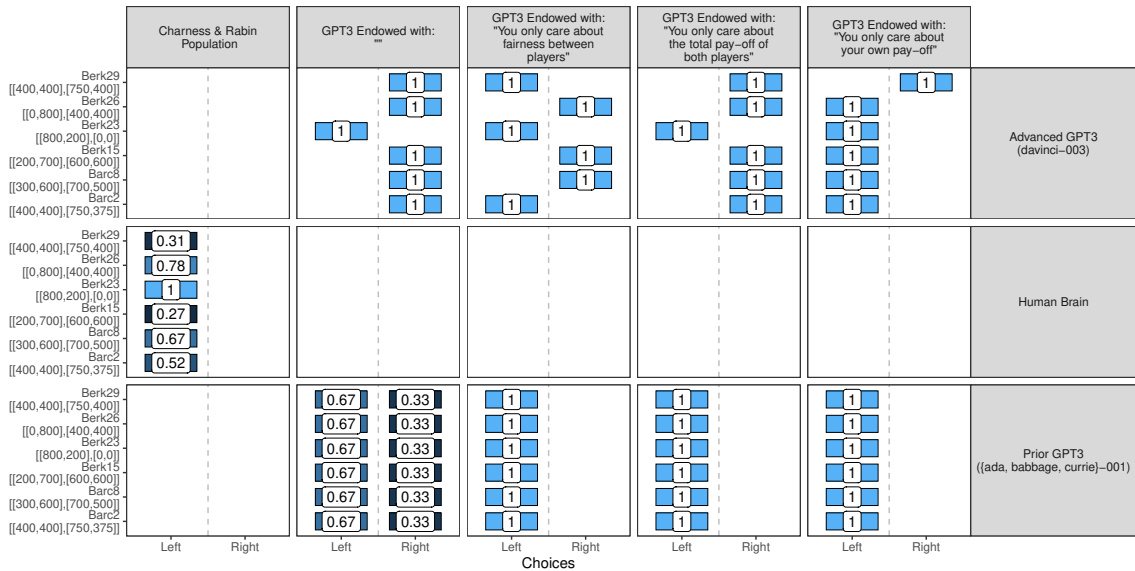 Charness & Rabin
Population
GPT3 Endowed with:
""
GPT3 Endowed with:
"You only care about
fairness between
players"
GPT3 Endowed with:
"You only care about
the total pay−off of
both players"
GPT3 Endowed with:
"You only care about
your own pay−off"
Berk29
[[400,400],[750,400]]
1 1 1 1
Berk26
[[0,800],[400,400]]
1 1 1 1
Berk23
[[800,200],[0,0]]
1 1 1 1
Berk15
[[200,700],[600,600]]
1 1 1 1
Barc8
[[300,600],[700,500]]
1 1 1 1
Barc2
[[400,400],[750,375]]
1 1 1 1
Advanced GPT3
(davinci−003)
Berk29
[[400,400],[750,400]]
0.31
Berk26
[[0,800],[400,400]]
0.78
Berk23
[[800,200],[0,0]]
1
Berk15
[[200,700],[600,600]]
0.27
Barc8
[[300,600],[700,500]]
0.67
Barc2
[[400,400],[750,375]]
0.52
Human Brain
Berk29
[[400,400],[750,400]]
0.67 0.33 1 1 1
Berk26
[[0,800],[400,400]]
0.67 0.33 1 1 1
Berk23
[[800,200],[0,0]]
0.67 0.33 1 1 1
Berk15
[[200,700],[600,600]]
0.67 0.33 1 1 1
Barc8
[[300,600],[700,500]]
0.67 0.33 1 1 1
Barc2
[[400,400],[750,375]]
0.67 0.33 1 1 1
Prior GPT3
({ada, babbage, currie}−001)
Left Right Left Right Left Right Left Right Left Right
Choices